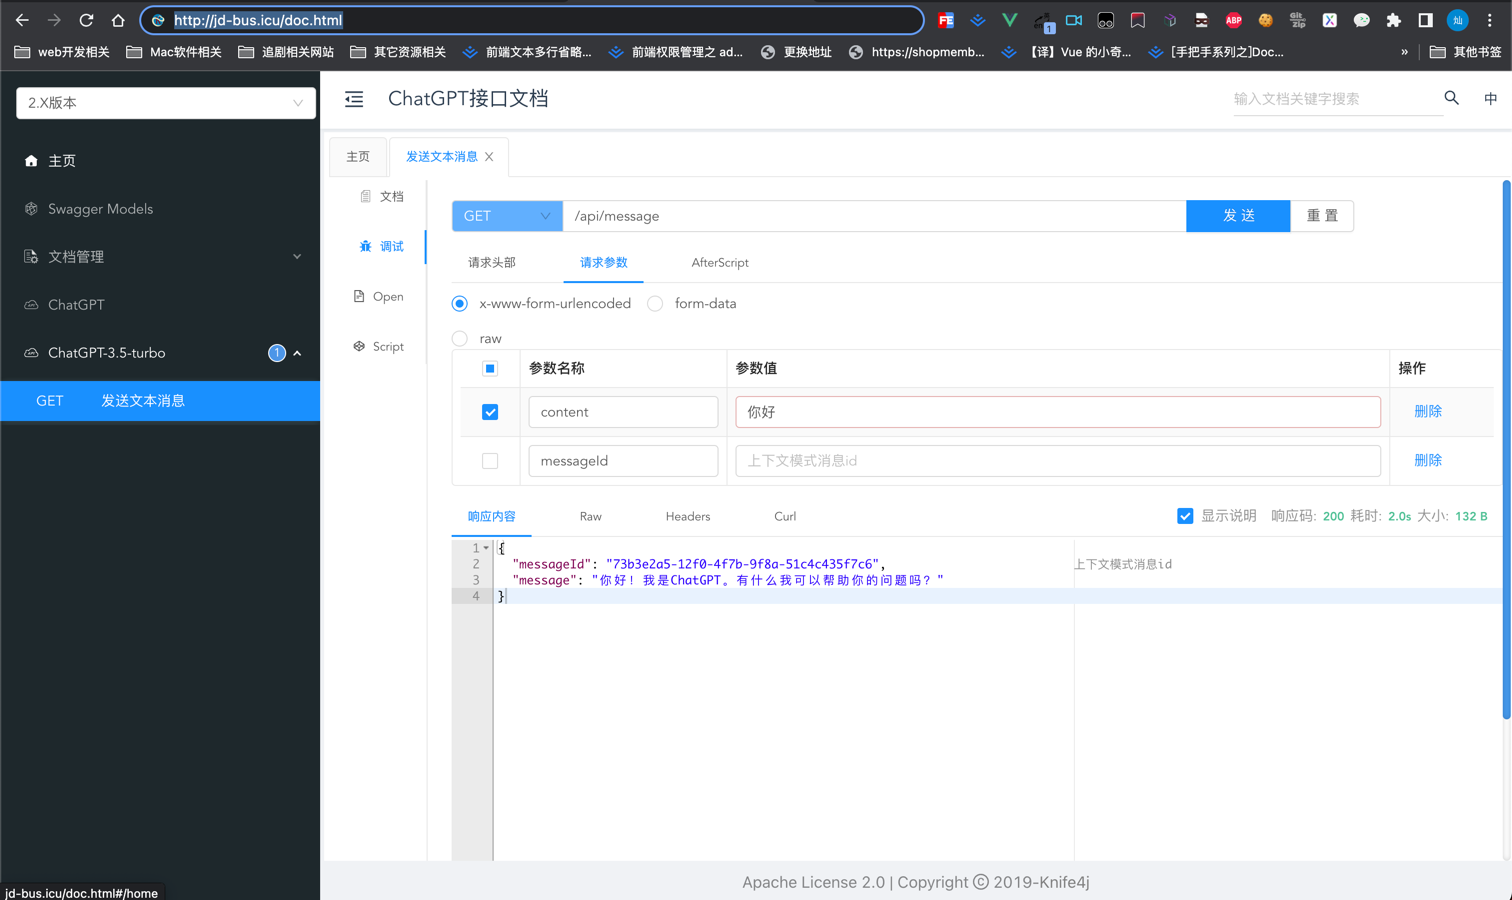 http://jd-bus.icu/doc.html
FE
1
ABP
Git Zip
X
灿
web开发相关
Mac软件相关
追剧相关网站
其它资源相关
前端文本多行省略...
前端权限管理之 ad...
更换地址
https://shopmemb...
【译】Vue 的小奇...
[手把手系列之]Doc...
»
其他书签
2.X版本
ChatGPT接口文档
输入文档关键字搜索
中
主页
Swagger Models
文档管理
ChatGPT
ChatGPT-3.5-turbo
1
GET
发送文本消息
主页
发送文本消息
文档
调试
Open
Script
GET
/api/message
发 送
重 置
请求头部
请求参数
AfterScript
x-www-form-urlencoded
form-data
raw
参数名称
参数值
操作
content
你好
删除
messageId
上下文模式消息id
删除
响应内容
Raw
Headers
Curl
显示说明
响应码: 200 耗时: 2.0s 大小: 132 B
1 {
2 "messageId": "73b3e2a5-12f0-4f7b-9f8a-51c4c435f7c6",
上下文模式消息id
3 "message": "你好！我是ChatGPT。有什么我可以帮助你的问题吗？"
4 }
Apache License 2.0 | Copyright © 2019-Knife4j
jd-bus.icu/doc.html#/home